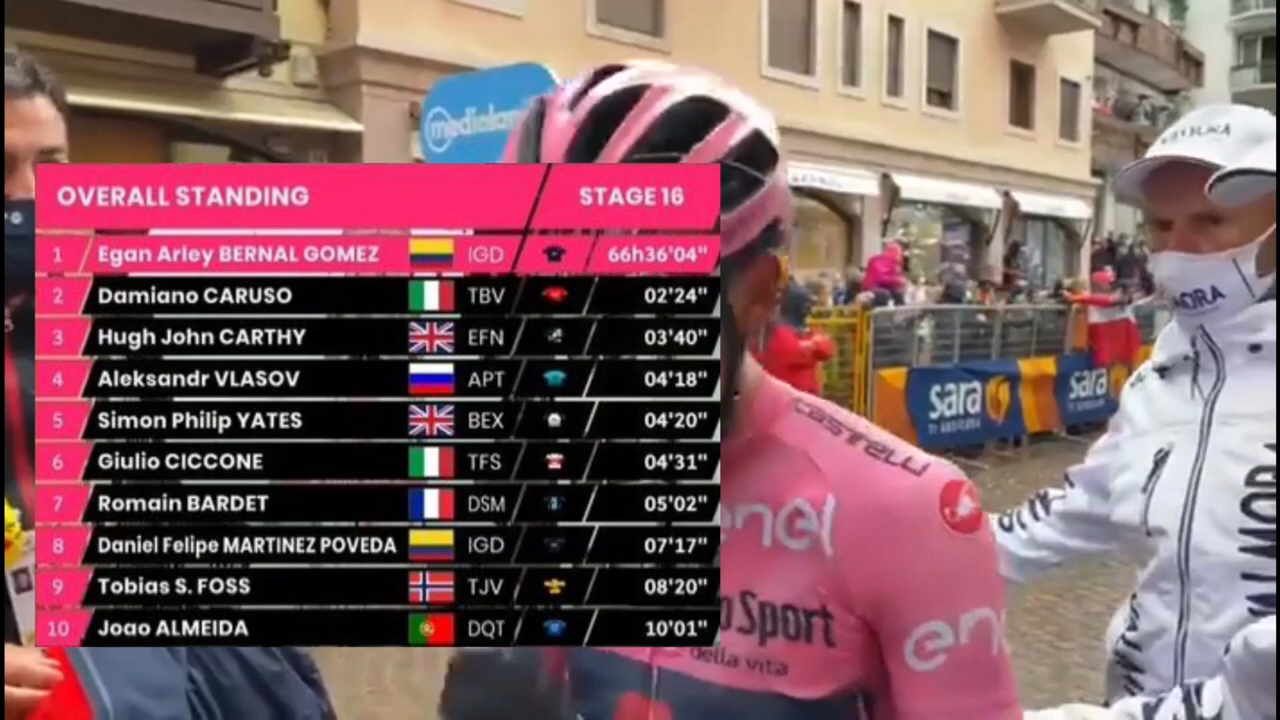 mediolan
OVERALL STANDING STAGE 16
1 Egan Arley BERNAL GOMEZ IGD 66h36'04"
2 Damiano CARUSO TBV 02'24"
3 Hugh John CARTHY EFN 03'40"
4 Aleksandr VLASOV APT 04'18"
5 Simon Philip YATES BEX 04'20"
6 Giulio CICCONE TFS 04'31"
7 Romain BARDET DSM 05'02"
8 Daniel Felipe MARTINEZ POVEDA IGD 07'17"
9 Tobias S. FOSS TJV 08'20"
10 Joao ALMEIDA DQT 10'01"
castelli
enel
Sport
della vita
sara
sara